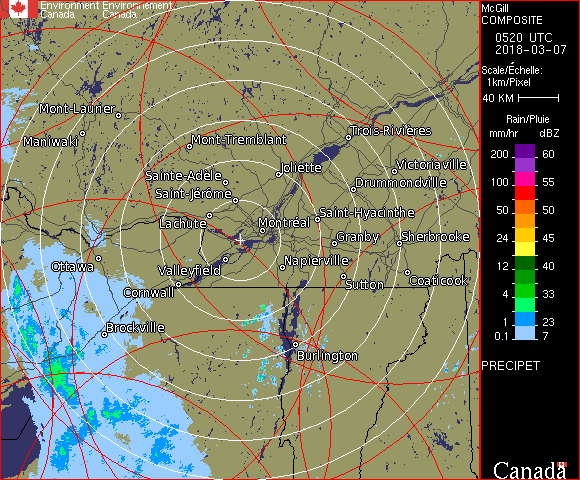 Environment Environnement
Canada Canada
Mont-Laurier
Maniwaki
Mont-Tremblant
Trois-Rivières
Sainte-Adèle
Joliette
Victoriaville
Saint-Jérôme
Drummondville
Lachute
Montréal
Saint-Hyacinthe
Granby
Sherbrooke
Ottawa
Valleyfield
Napierville
Cornwall
Sutton
Coaticook
Brockville
Burlington
McGill
COMPOSITE
0520 UTC
2018-03-07
Scale/Échelle:
1km/Pixel
40 KM
Rain/Pluie
mm/hr dBZ
200 60
55
100 55
50
50 50
24 45
30
12 40
4 33
1 23
0.1 7
PRECIPET
Canada